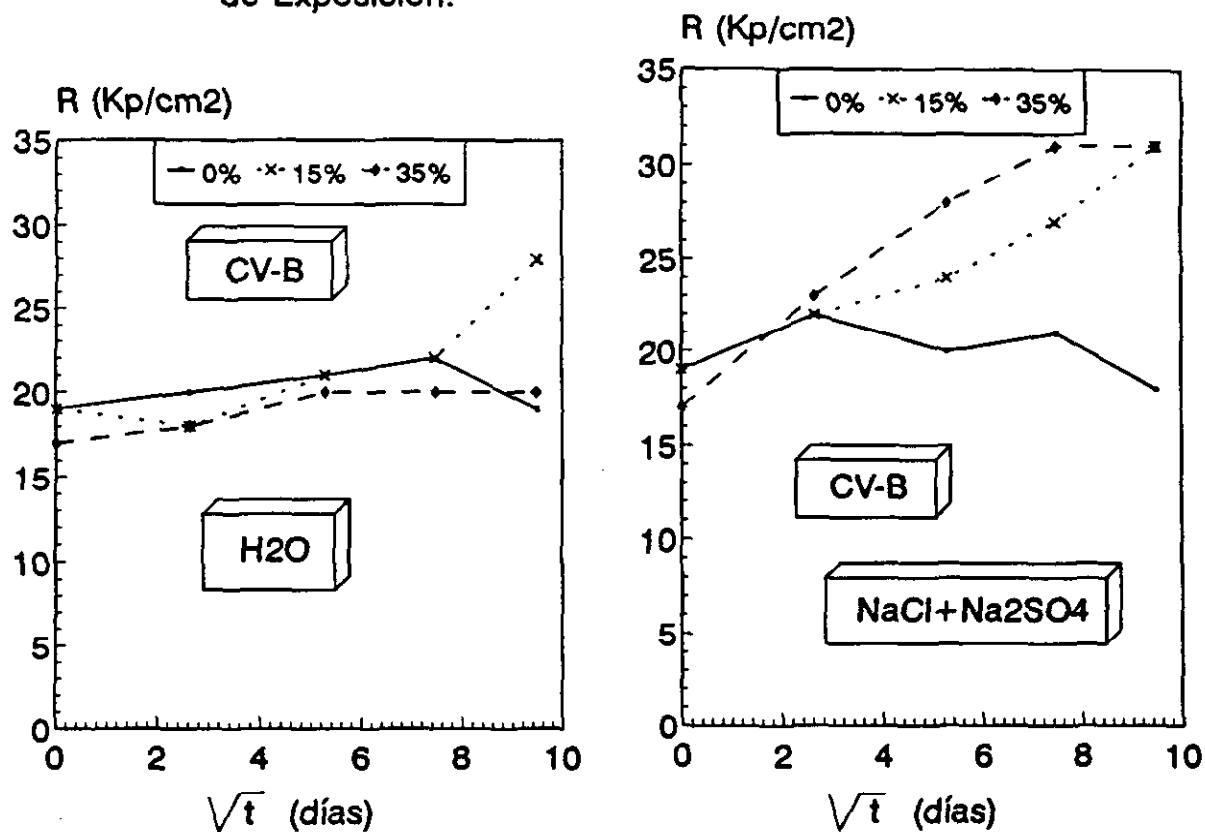 de Exposición.
R (Kp/cm2)
35
30
25
20
15
10
5
0
0% 15% 35%
CV-B
H2O
0 2 4 6 8 10
√t (días)
R (Kp/cm2)
35
30
25
20
15
10
5
0
0% 15% 35%
CV-B
NaCl+Na2SO4
0 2 4 6 8 10
√t (días)